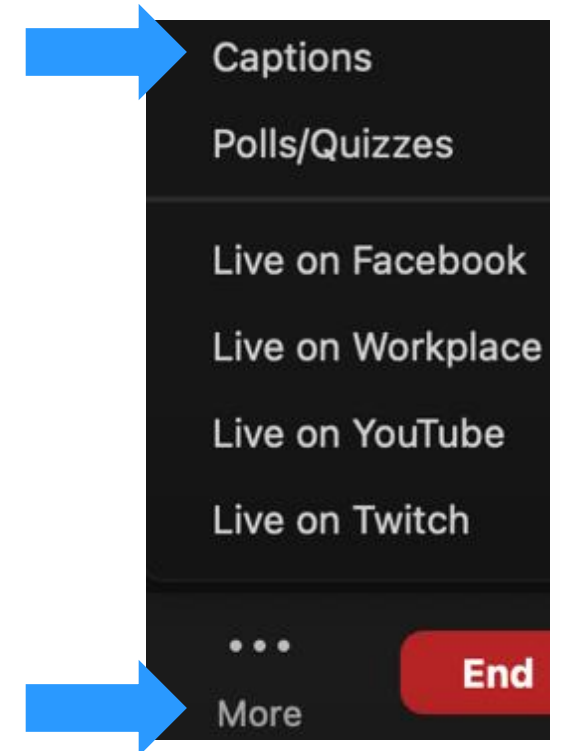 Captions
Polls/Quizzes
Live on Facebook
Live on Workplace
Live on YouTube
Live on Twitch
End
More